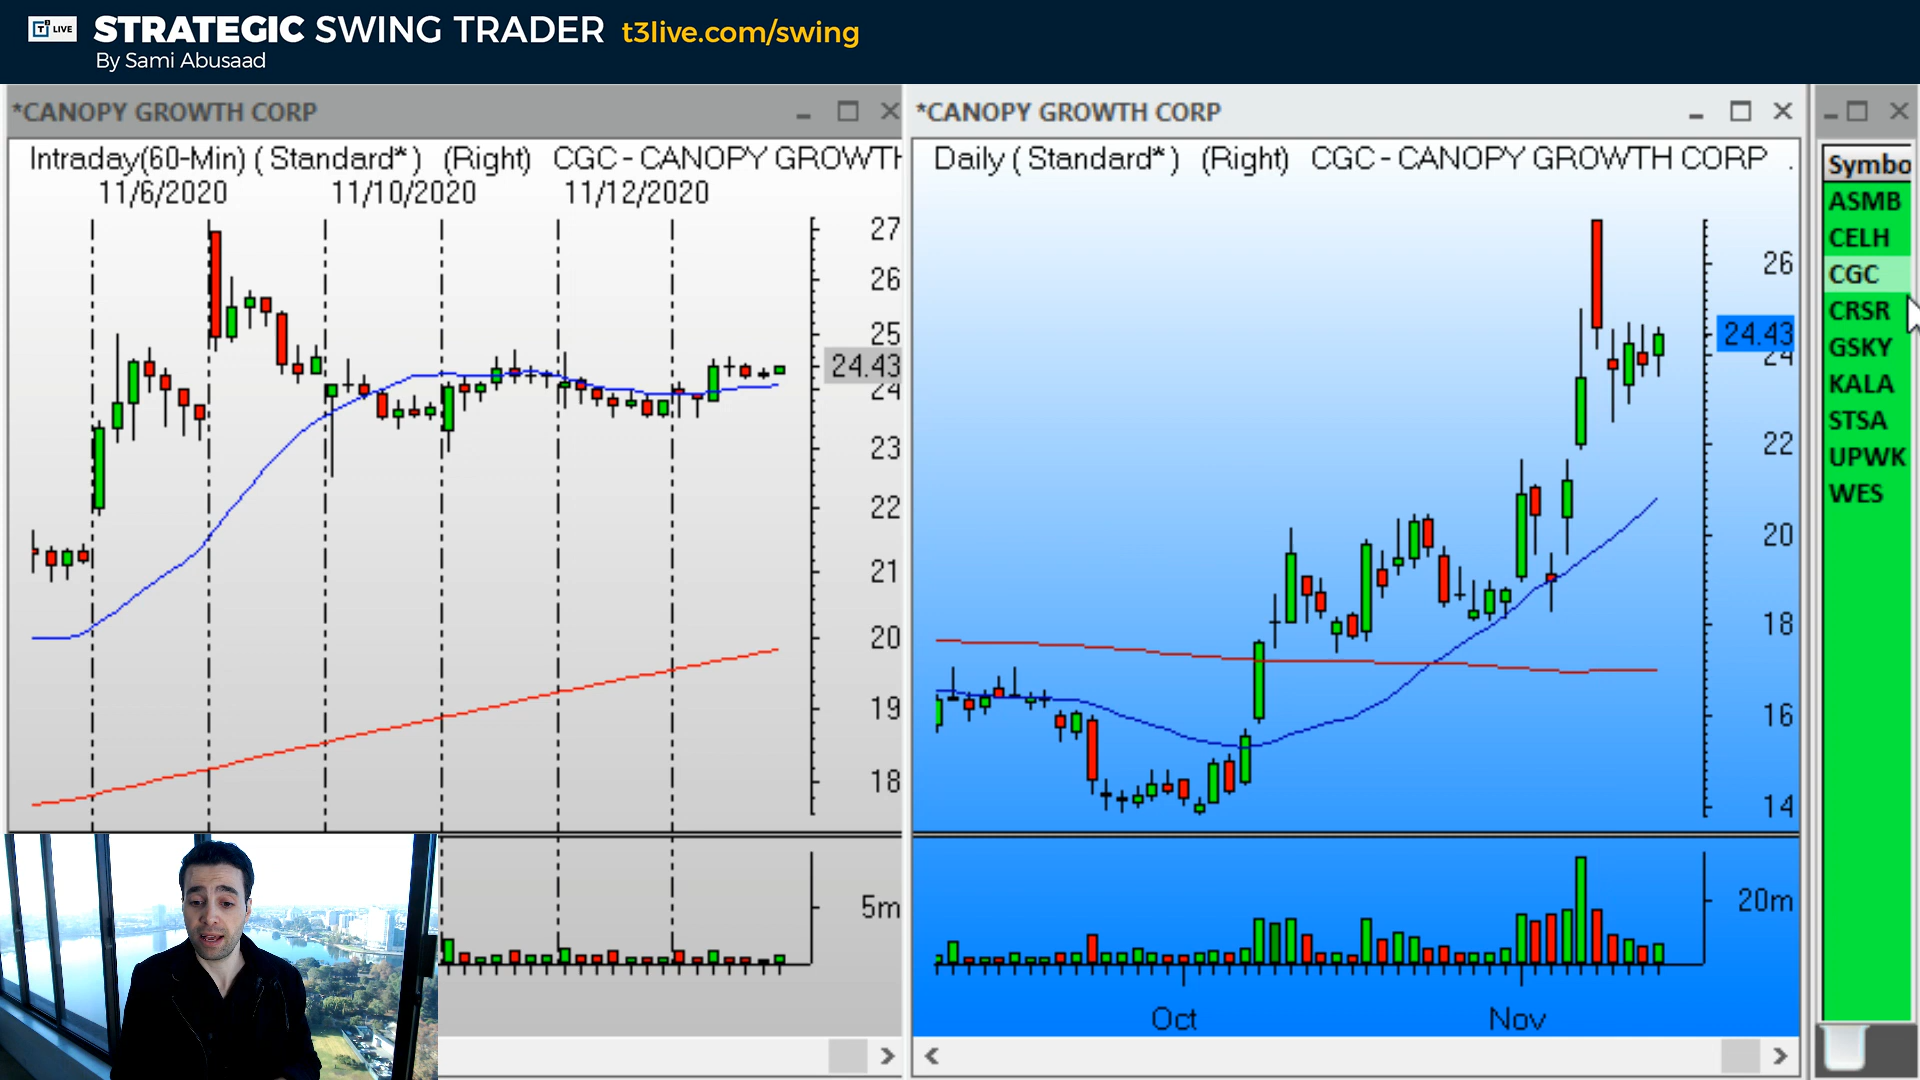 T3 LIVE STRATEGIC SWING TRADER t3live.com/swing
By Sami Abusaad
*CANOPY GROWTH CORP
Intraday(60-Min) ( Standard* ) (Right) CGC - CANOPY GROWTH
11/6/2020 11/10/2020 11/12/2020
27
26
25
24.43
24
23
22
21
20
19
18
5m
*CANOPY GROWTH CORP
Daily ( Standard* ) (Right) CGC - CANOPY GROWTH CORP .
26
24.43
24
22
20
18
16
14
20m
Oct Nov
Symbo
ASMB
CELH
CGC
CRSR
GSKY
KALA
STSA
UPWK
WES